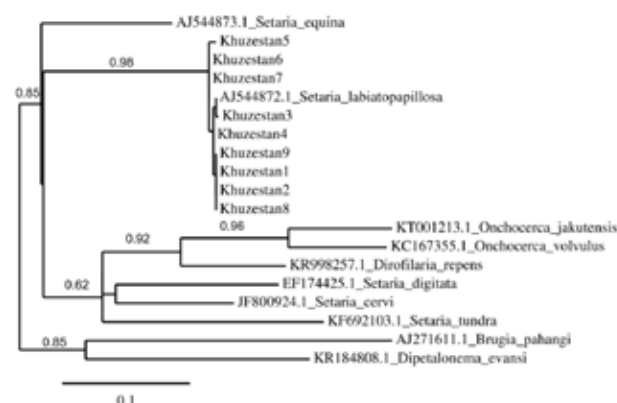 AJ544873.1_Setaria_equina
Khuzestan5
0.98
Khuzestan6
Khuzestan7
0.85
AJ544872.1_Setaria_labiatopapillosa
Khuzestan3
Khuzestan4
Khuzestan9
Khuzestan1
Khuzestan2
Khuzestan8
0.96
KT001213.1_Onchocerca_jakutensis
0.92
KC167355.1_Onchocerca_volvulus
KR998257.1_Dirofilaria_repens
0.62
EF174425.1_Setaria_digitata
JF800924.1_Setaria_cervi
KF692103.1_Setaria_tundra
0.85
AJ271611.1_Brugia_pahangi
KR184808.1_Dipetalonema_evansi
0.1